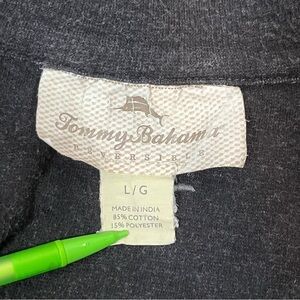 Tommy Bahama
REVERSIBLE
L/G
MADE IN INDIA
85% COTTON
15% POLYESTER